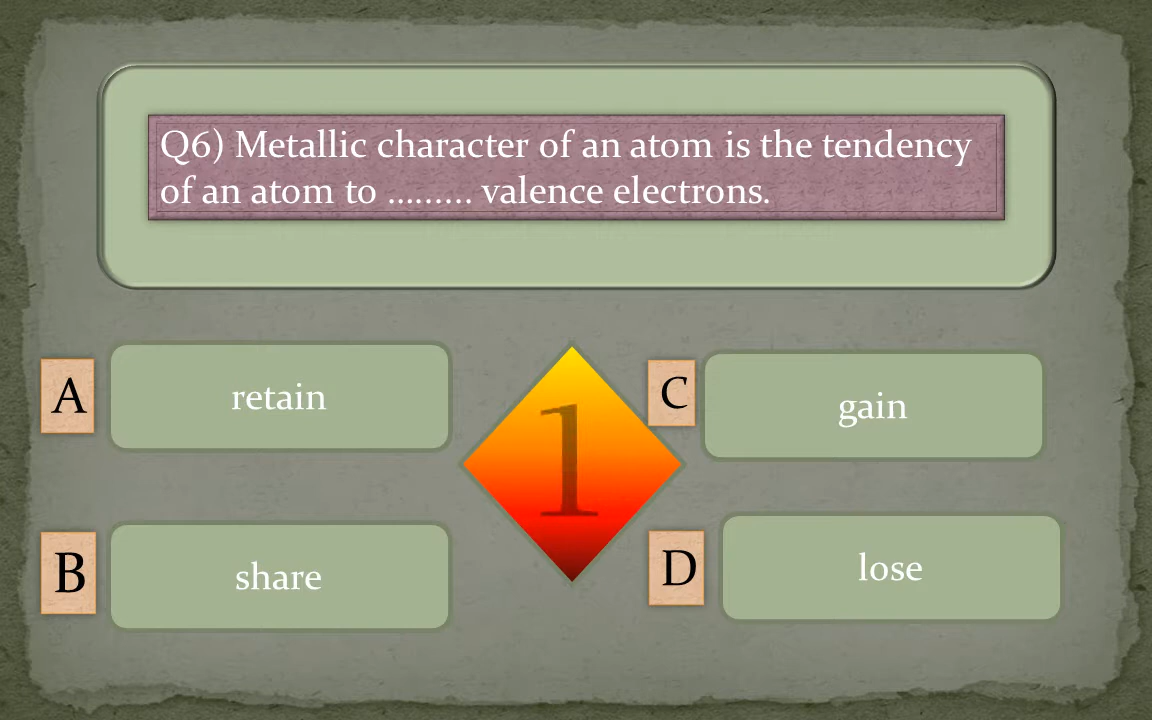 Q6) Metallic character of an atom is the tendency
of an atom to ......... valence electrons.
A
retain
C
gain
1
B
share
D
lose